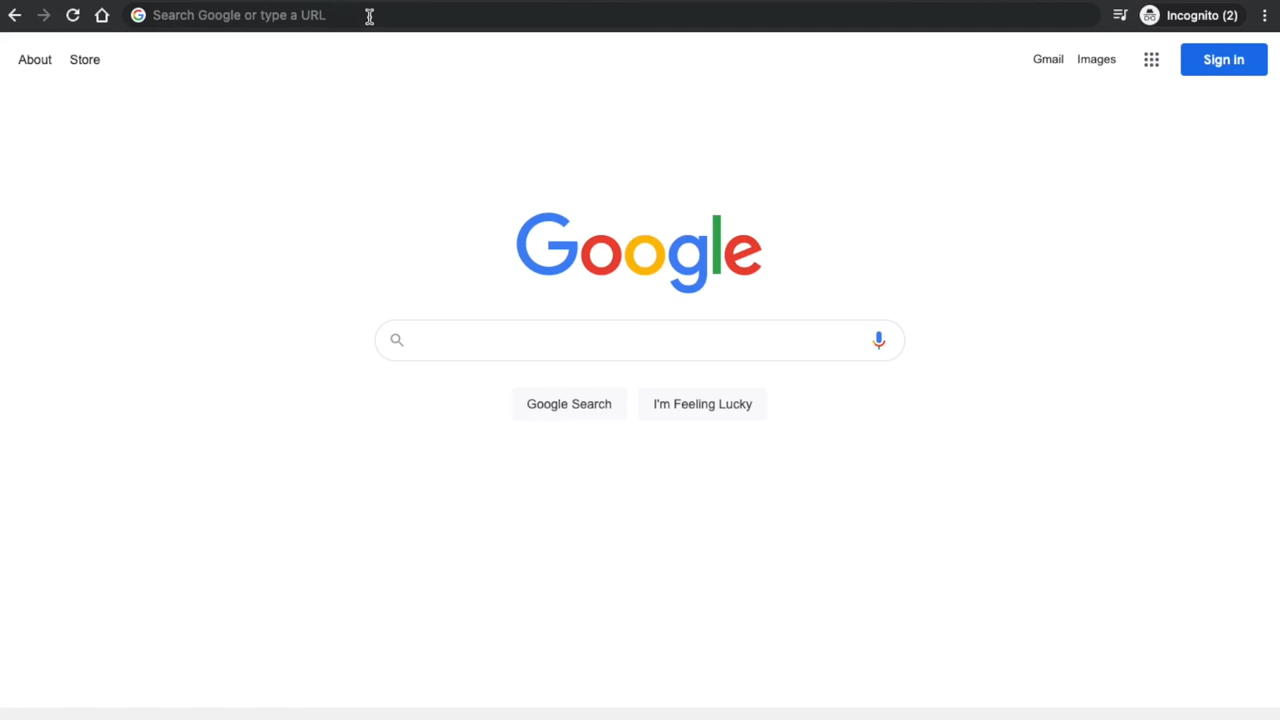 Search Google or type a URL
Incognito (2)
About
Store
Gmail
Images
Sign in
Google
Google Search
I'm Feeling Lucky